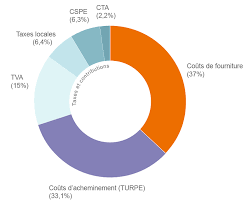 CTA
(2,2%)
CSPE
(6,3%)
Taxes locales
(6,4%)
TVA
(15%)
Taxes et contributions
Coûts de fourniture
(37%)
Coûts d'acheminement (TURPE)
(33,1%)